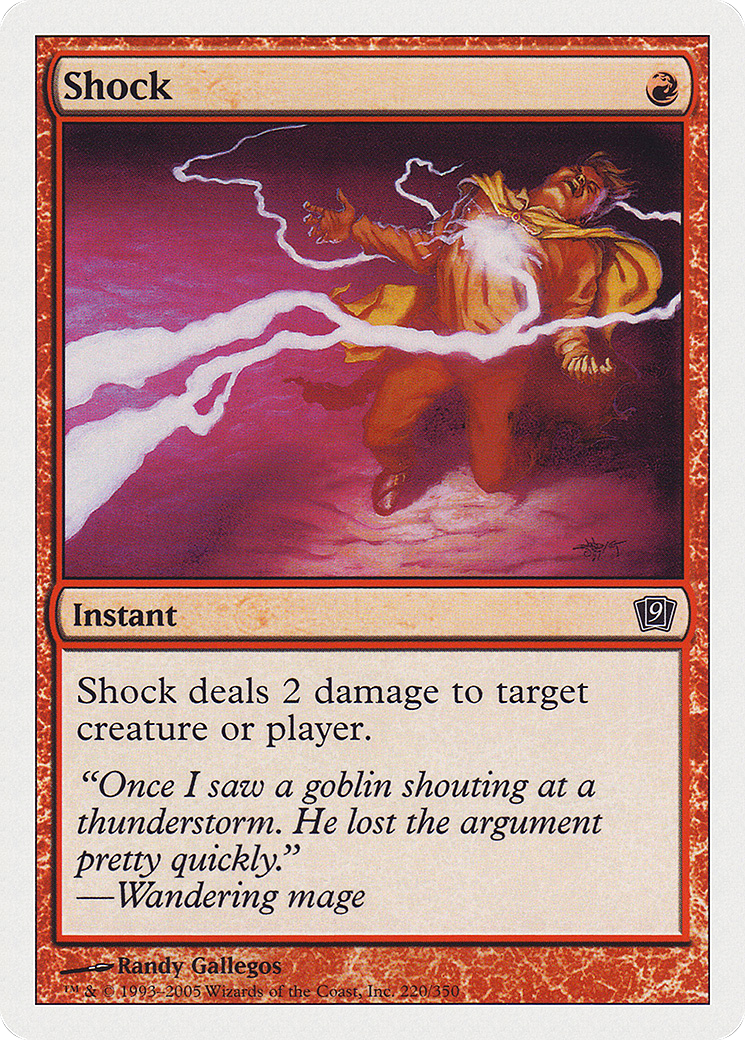 Shock
Instant
9
Shock deals 2 damage to target
creature or player.
“Once I saw a goblin shouting at a
thunderstorm. He lost the argument
pretty quickly.”
—Wandering mage
Randy Gallegos
™ & © 1993–2005 Wizards of the Coast, Inc. 220/350